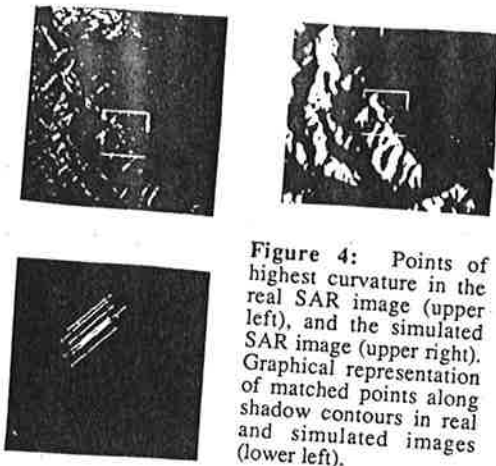 Figure 4: Points of
highest curvature in the
real SAR image (upper
left), and the simulated
SAR image (upper right).
Graphical representation
of matched points along
shadow contours in real
and simulated images
(lower left).